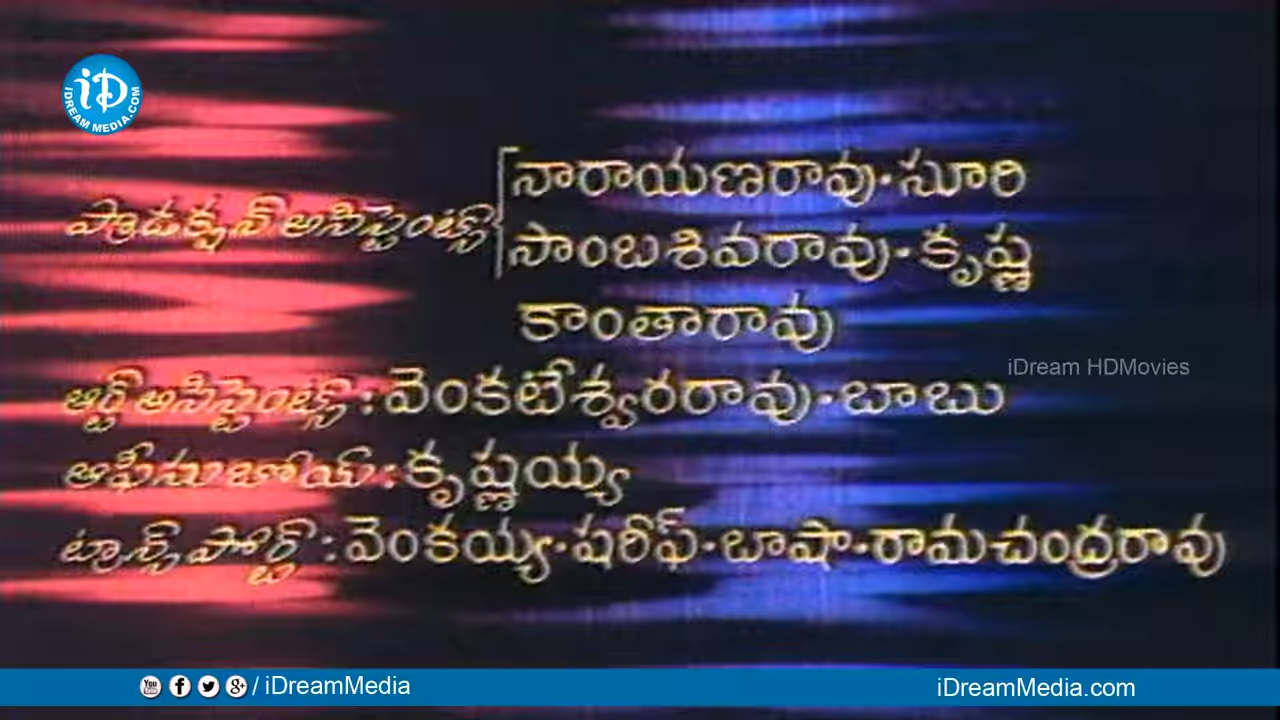 iD
IDREAM MEDIA.COM
ప్రొడక్షన్ అసిస్టెంట్స్ నారాయణరావు·సూరి
సాంబశివరావు·కృష్ణ
కాంతారావు
ఆర్ట్ అసిస్టెంట్స్ : వెంకటేశ్వరరావు·బాబు
ఆఫీసుబోయ్ : కృష్ణయ్య
ట్రాన్స్ పోర్ట్ : వెంకయ్య·షరీఫ్·బాషా·రామచంద్రరావు
iDream HDMovies
/ iDreamMedia
iDreamMedia.com